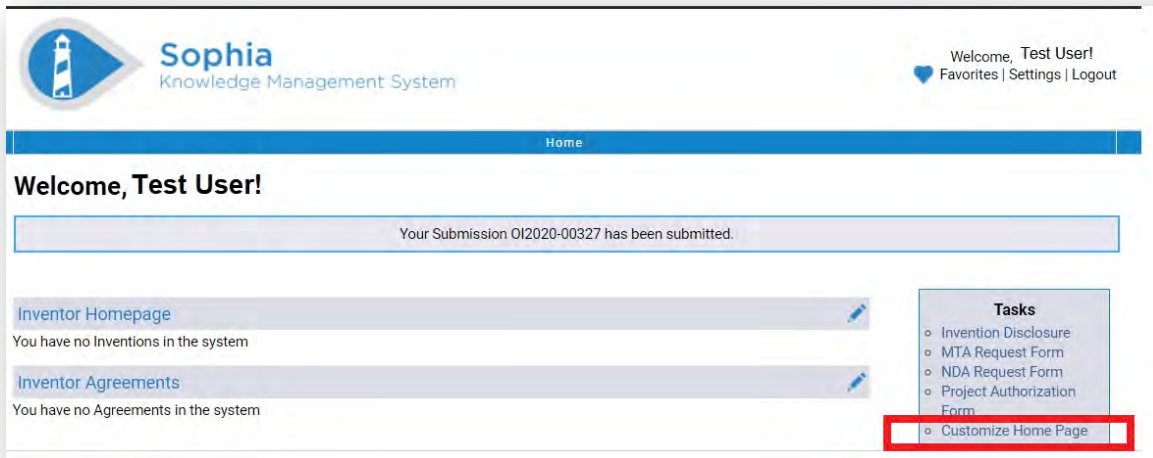 Sophia
Knowledge Management System
Welcome, Test User!
Favorites | Settings | Logout
Home
Welcome, Test User!
Your Submission OI2020-00327 has been submitted.
Inventor Homepage
You have no Inventions in the system
Inventor Agreements
You have no Agreements in the system
Tasks
Invention Disclosure
MTA Request Form
NDA Request Form
Project Authorization
Form
Customize Home Page